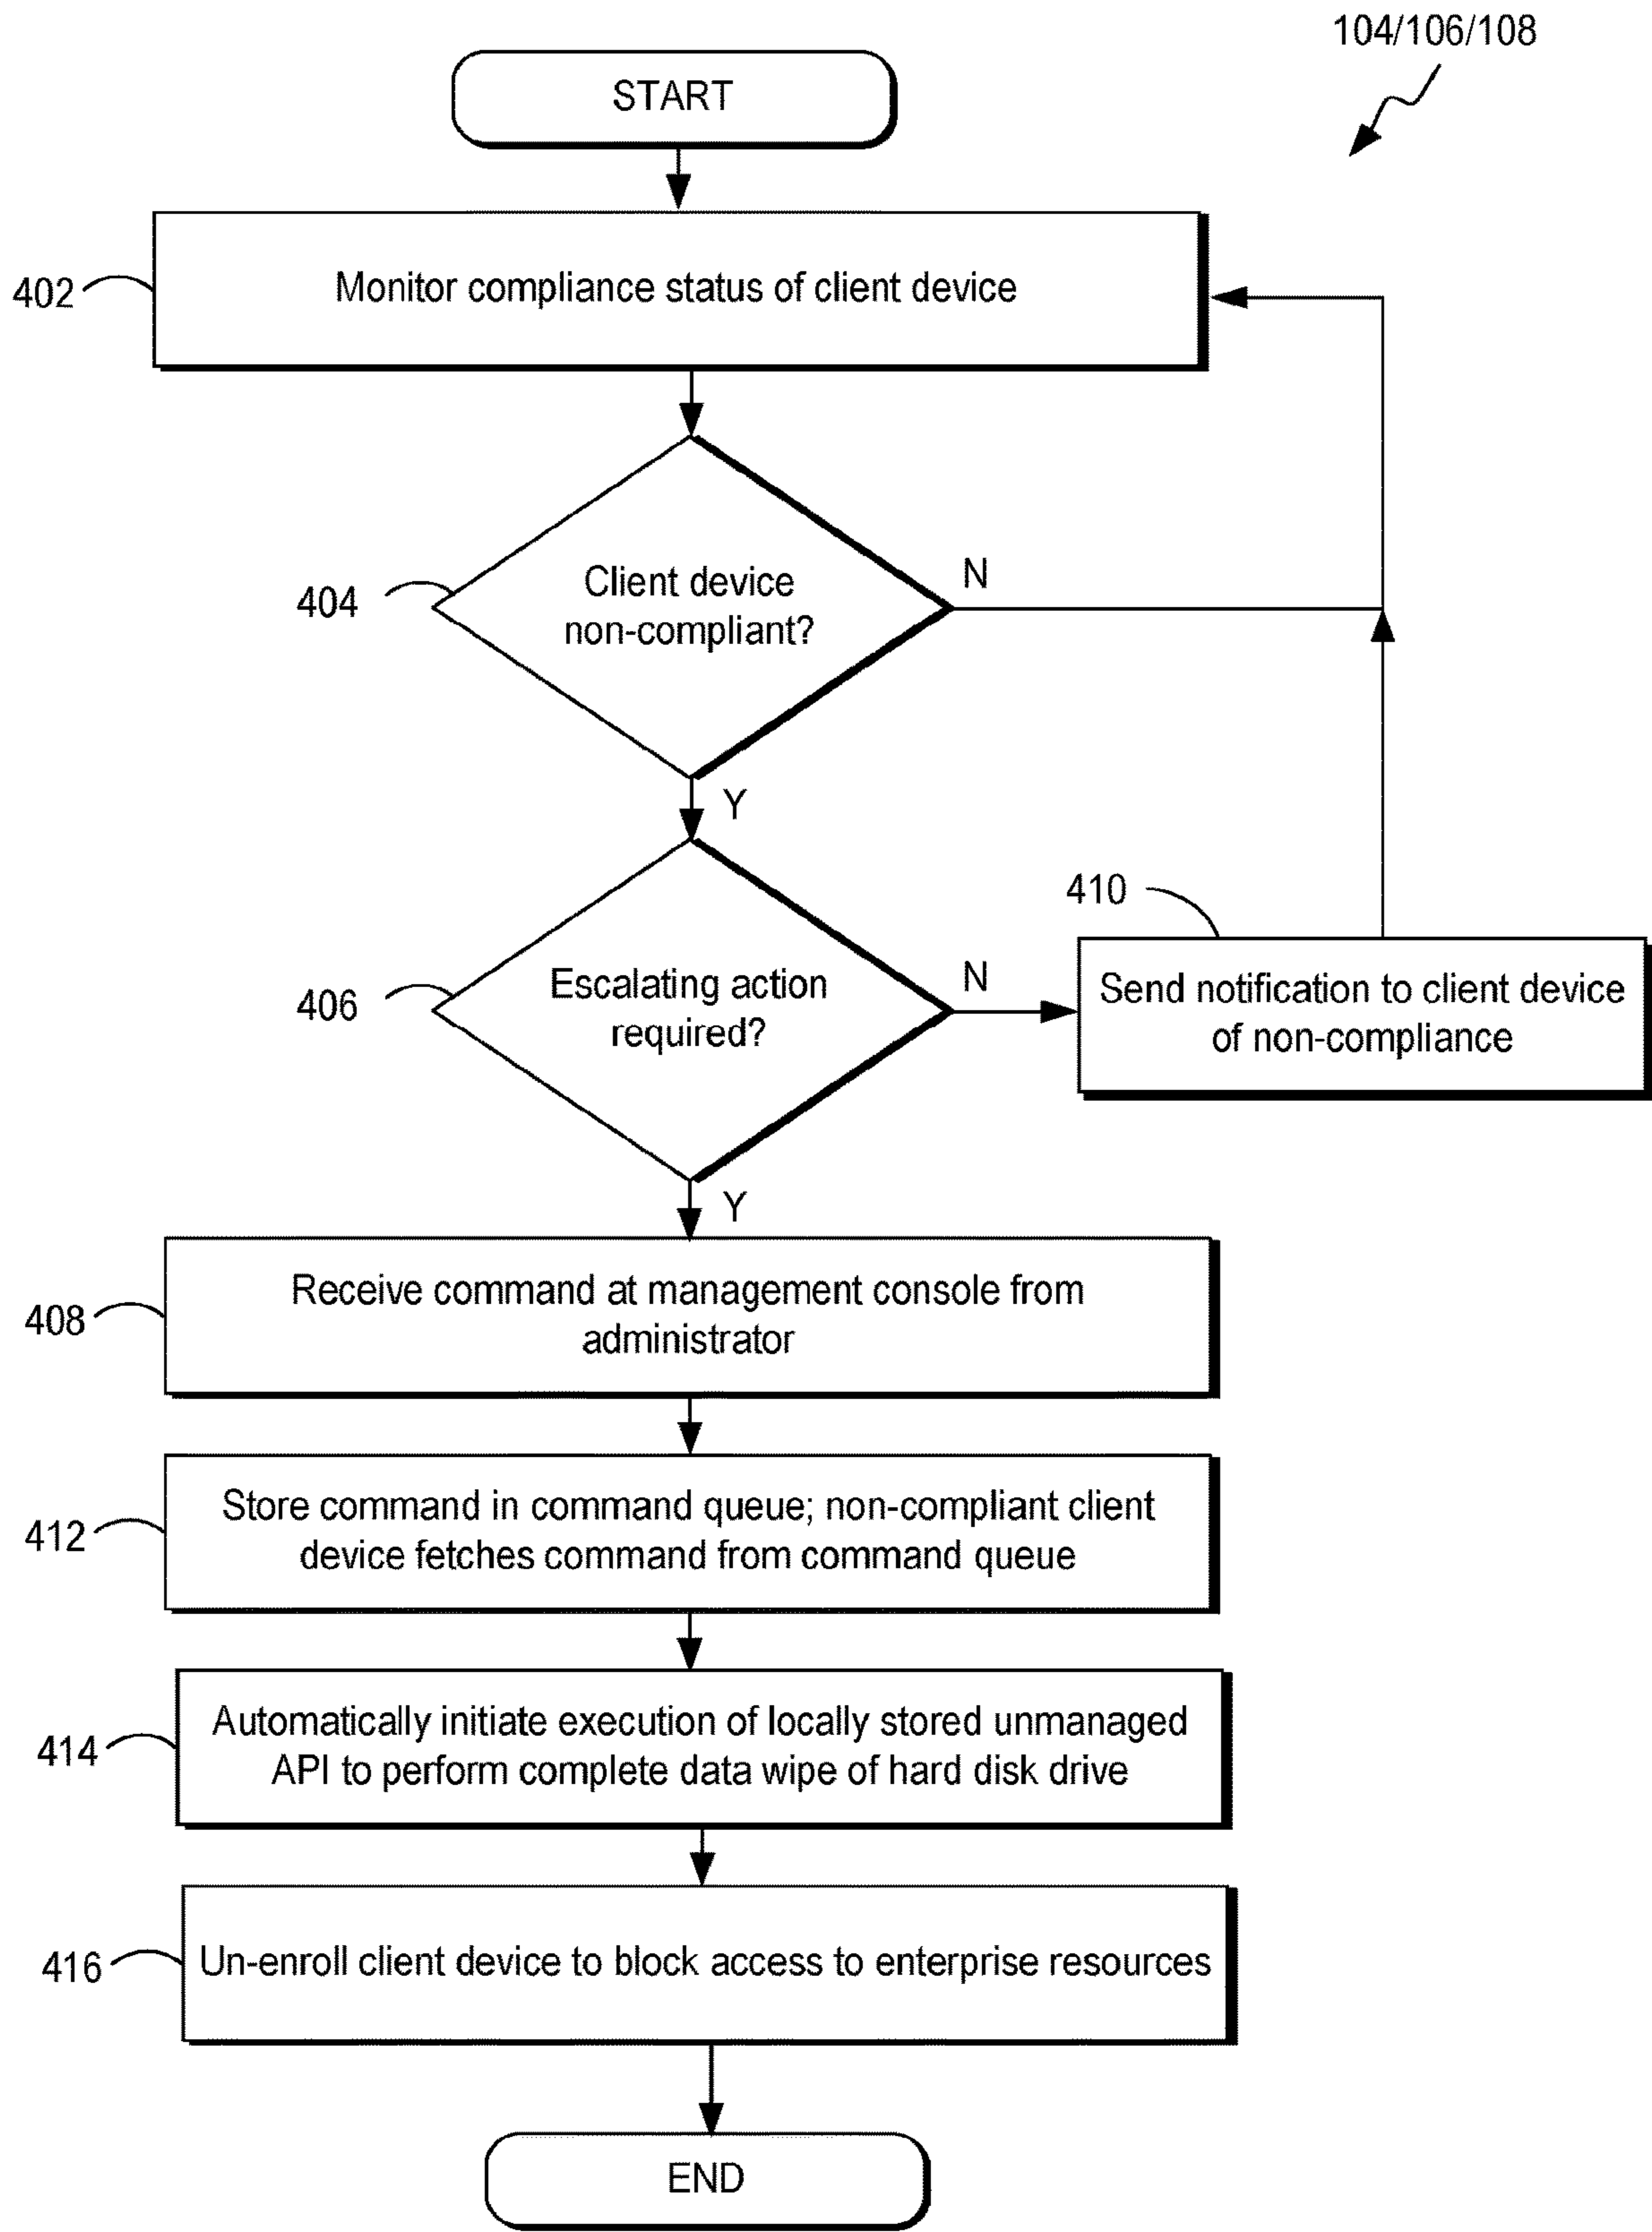 104/106/108
START
402
Monitor compliance status of client device
404
Client device
non-compliant?
N
Y
406
Escalating action
required?
N
410
Send notification to client device
of non-compliance
Y
408
Receive command at management console from
administrator
412
Store command in command queue; non-compliant client
device fetches command from command queue
414
Automatically initiate execution of locally stored unmanaged
API to perform complete data wipe of hard disk drive
416
Un-enroll client device to block access to enterprise resources
END